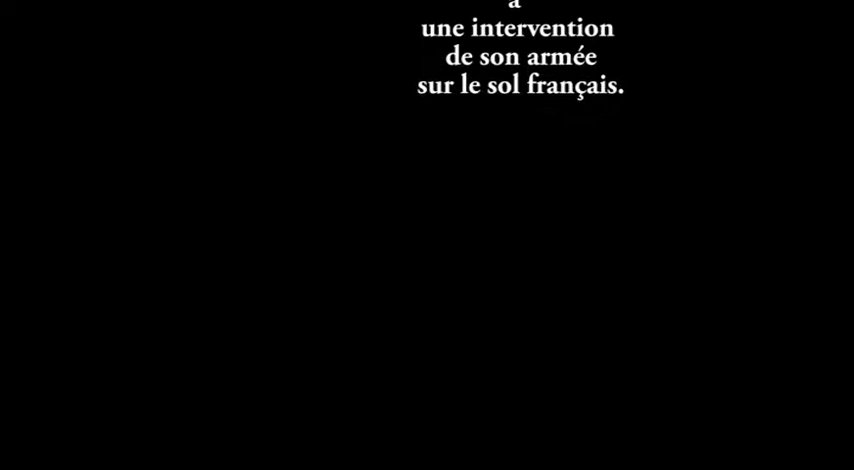 une intervention
de son armée
sur le sol français.